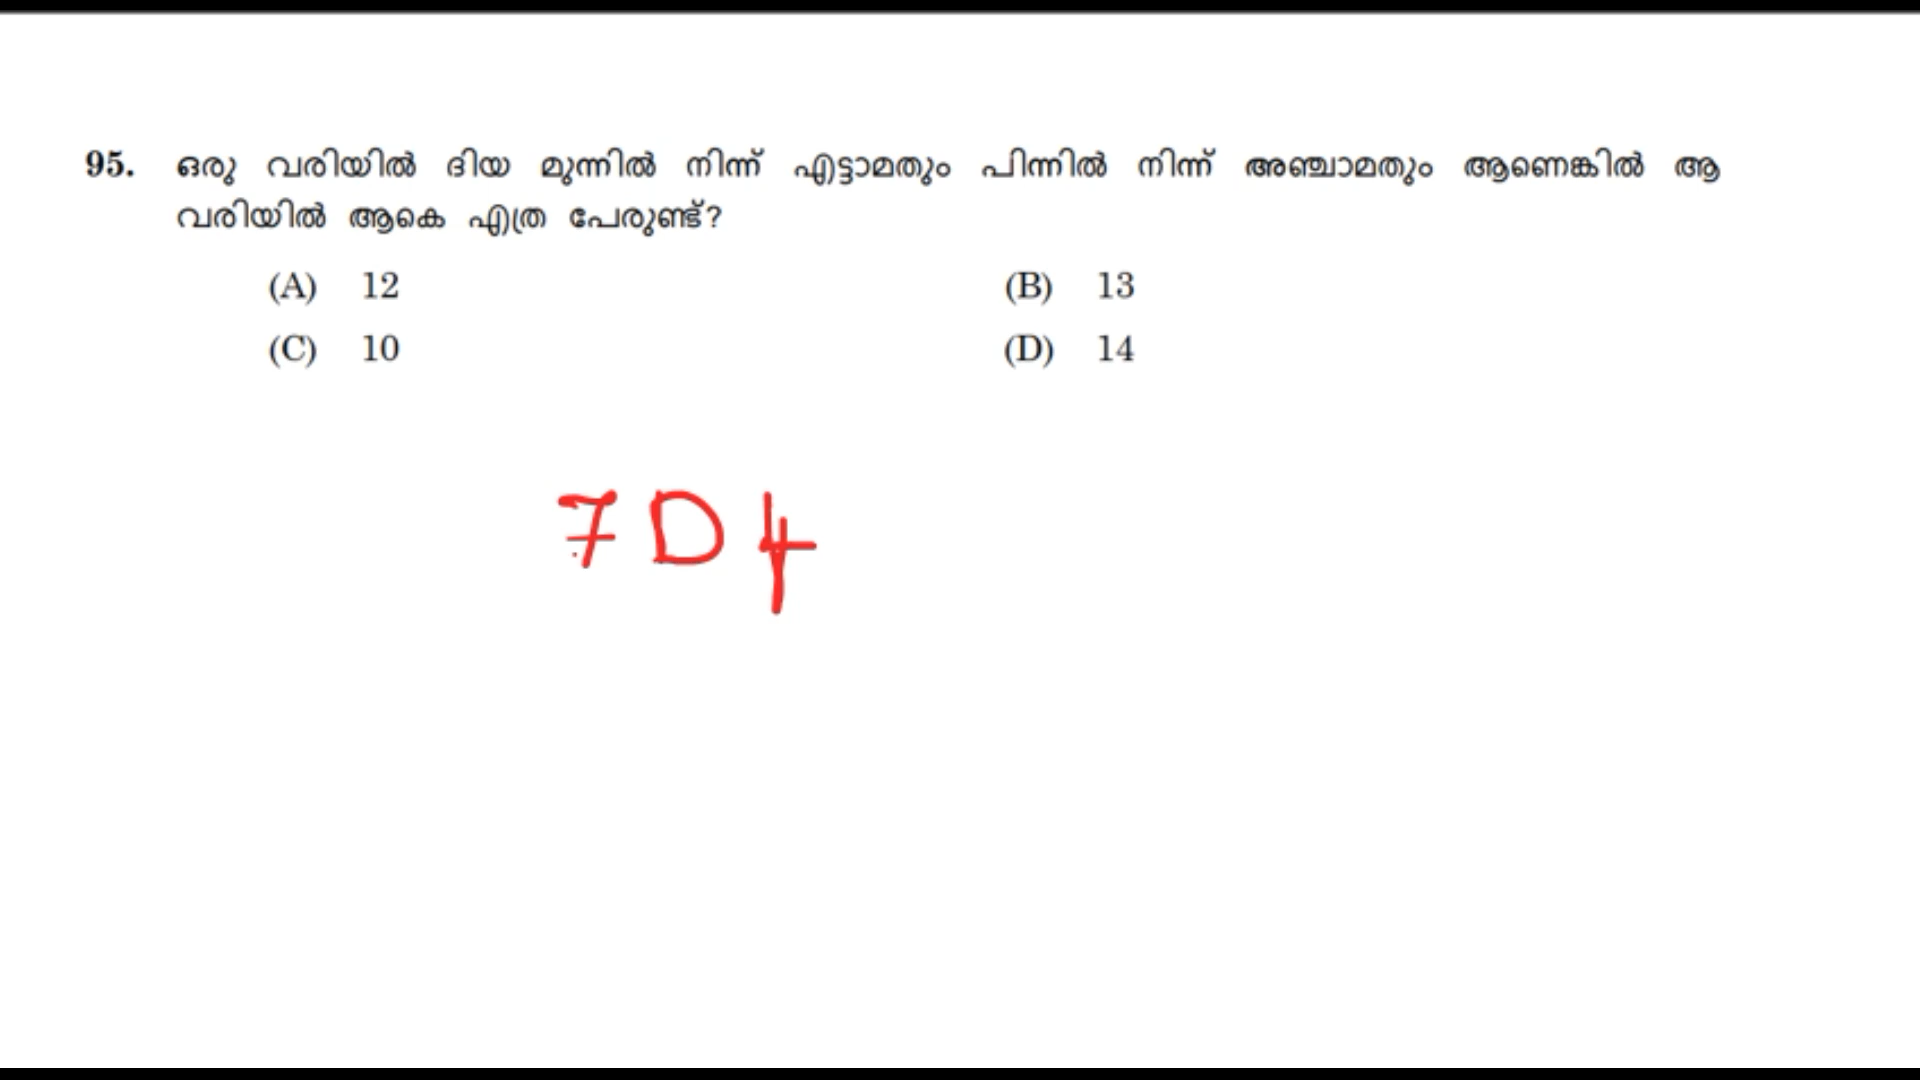 95. ഒരു വരിയിൽ ദിയ മുന്നിൽ നിന്ന് എട്ടാമതും പിന്നിൽ നിന്ന് അഞ്ചാമതും ആണെങ്കിൽ ആ
വരിയിൽ ആകെ എത്ര പേരുണ്ട്?
(A) 12 (B) 13
(C) 10 (D) 14
7 D 4